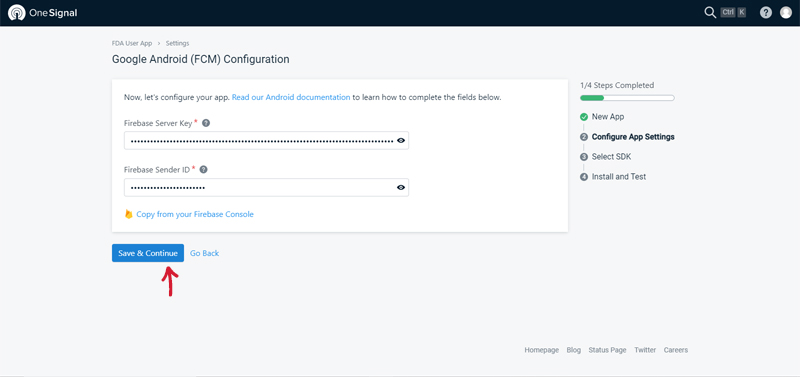 OneSignal
Ctrl K
FDA User App > Settings
Google Android (FCM) Configuration
Now, let's configure your app. Read our Android documentation to learn how to complete the fields below.
Firebase Server Key *
Firebase Sender ID *
Copy from your Firebase Console
Save & Continue
Go Back
1/4 Steps Completed
New App
2 Configure App Settings
3 Select SDK
4 Install and Test
Homepage Blog Status Page Twitter Careers